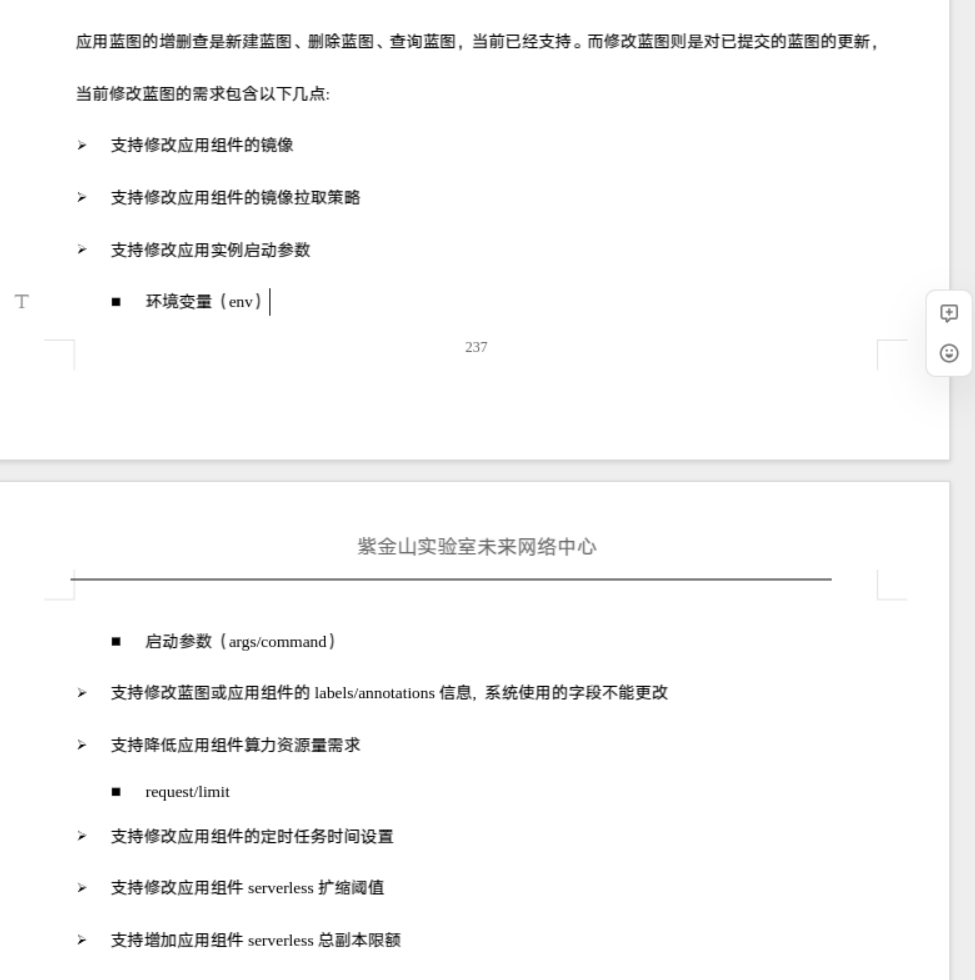 应用蓝图的增删查是新建蓝图、删除蓝图、查询蓝图，当前已经支持。而修改蓝图则是对已提交的蓝图的更新，
当前修改蓝图的需求包含以下几点:
➢ 支持修改应用组件的镜像
➢ 支持修改应用组件的镜像拉取策略
➢ 支持修改应用实例启动参数
■ 环境变量（env）
237
紫金山实验室未来网络中心
■ 启动参数（args/command）
➢ 支持修改蓝图或应用组件的 labels/annotations 信息，系统使用的字段不能更改
➢ 支持降低应用组件算力资源量需求
■ request/limit
➢ 支持修改应用组件的定时任务时间设置
➢ 支持修改应用组件 serverless 扩缩阈值
➢ 支持增加应用组件 serverless 总副本限额